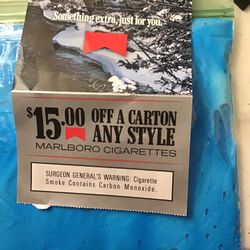 Something extra, just for you.
$15.00 OFF A CARTON
ANY STYLE
MARLBORO CIGARETTES
SURGEON GENERAL'S WARNING: Cigarette
Smoke Contains Carbon Monoxide.